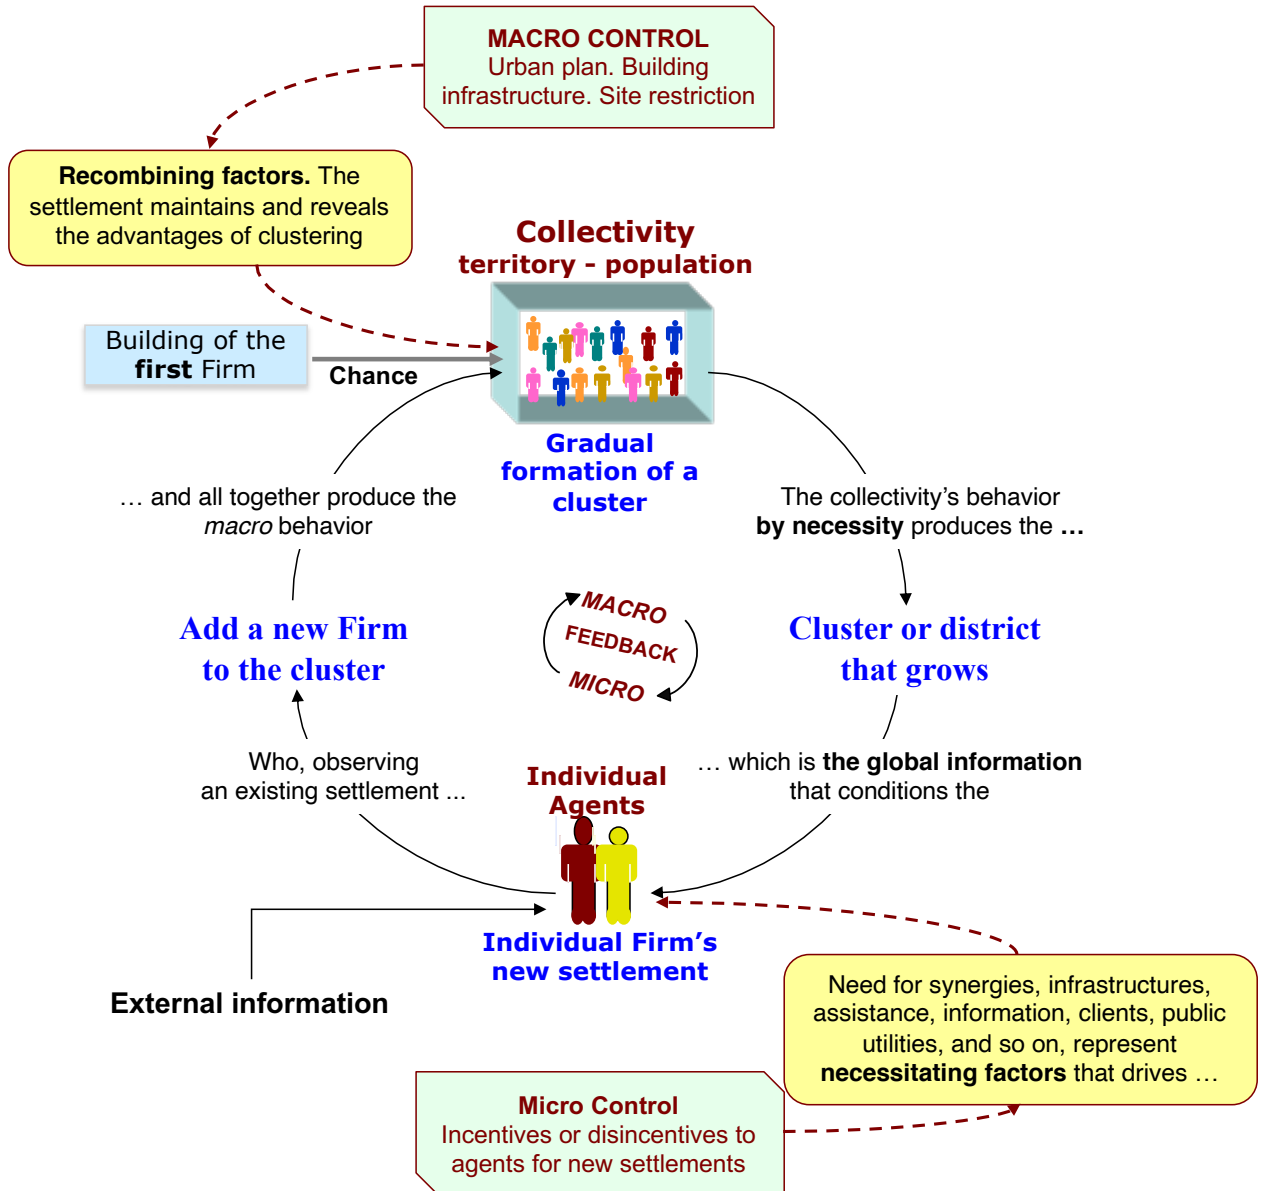 MACRO CONTROL
Urban plan. Building
infrastructure. Site restriction
Recombining factors. The
settlement maintains and reveals
the advantages of clustering
Collectivity
territory - population
Building of the
first Firm
Chance
Gradual
formation of a
cluster
… and all together produce the
macro behavior
The collectivity’s behavior
by necessity produces the …
Add a new Firm
to the cluster
MACRO
FEEDBACK
MICRO
Cluster or district
that grows
Who, observing
an existing settlement ...
… which is the global information
that conditions the
Individual
Agents
Individual Firm’s
new settlement
External information
Need for synergies, infrastructures,
assistance, information, clients, public
utilities, and so on, represent
necessitating factors that drives …
Micro Control
Incentives or disincentives to
agents for new settlements